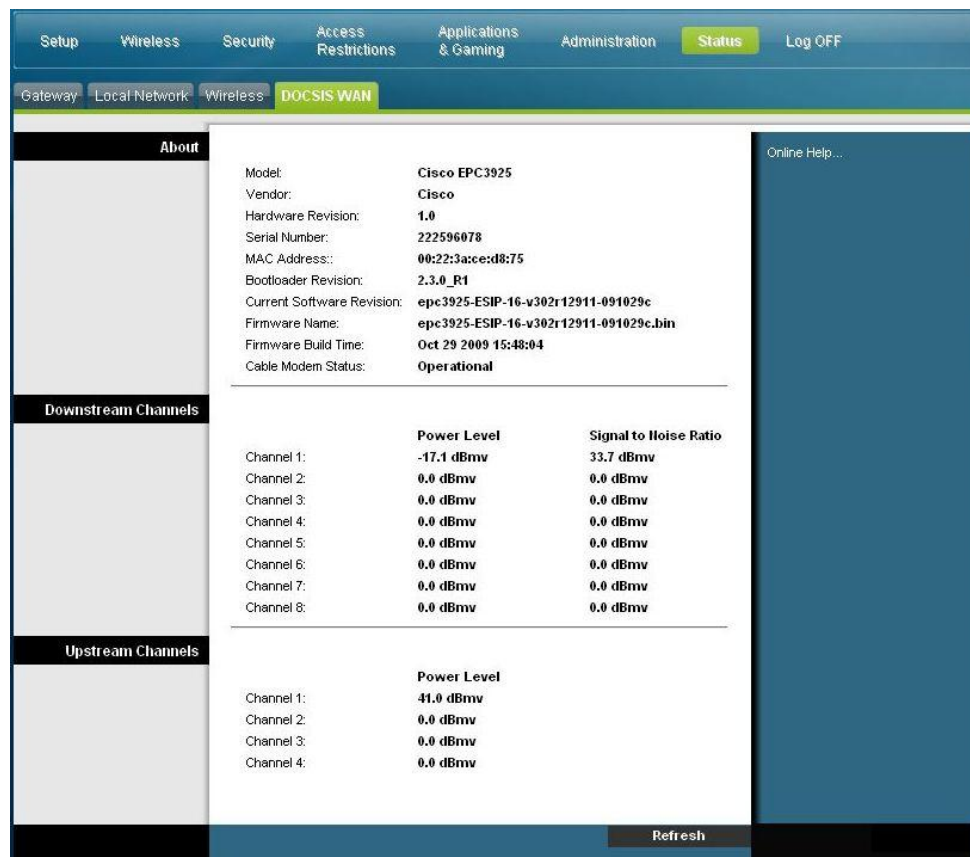 Setup Wireless Security Access Restrictions Applications & Gaming Administration Status Log OFF
Gateway Local Network Wireless DOCSIS WAN
About
Online Help...
Model: Cisco EPC3925
Vendor: Cisco
Hardware Revision: 1.0
Serial Number: 222596078
MAC Address:: 00:22:3a:ce:d8:75
Bootloader Revision: 2.3.0_R1
Current Software Revision: epc3925-ESIP-16-v302r12911-091029c
Firmware Name: epc3925-ESIP-16-v302r12911-091029c.bin
Firmware Build Time: Oct 29 2009 15:48:04
Cable Modem Status: Operational
Downstream Channels
Power Level Signal to Noise Ratio
Channel 1: -17.1 dBmv 33.7 dBmv
Channel 2: 0.0 dBmv 0.0 dBmv
Channel 3: 0.0 dBmv 0.0 dBmv
Channel 4: 0.0 dBmv 0.0 dBmv
Channel 5: 0.0 dBmv 0.0 dBmv
Channel 6: 0.0 dBmv 0.0 dBmv
Channel 7: 0.0 dBmv 0.0 dBmv
Channel 8: 0.0 dBmv 0.0 dBmv
Upstream Channels
Power Level
Channel 1: 41.0 dBmv
Channel 2: 0.0 dBmv
Channel 3: 0.0 dBmv
Channel 4: 0.0 dBmv
Refresh